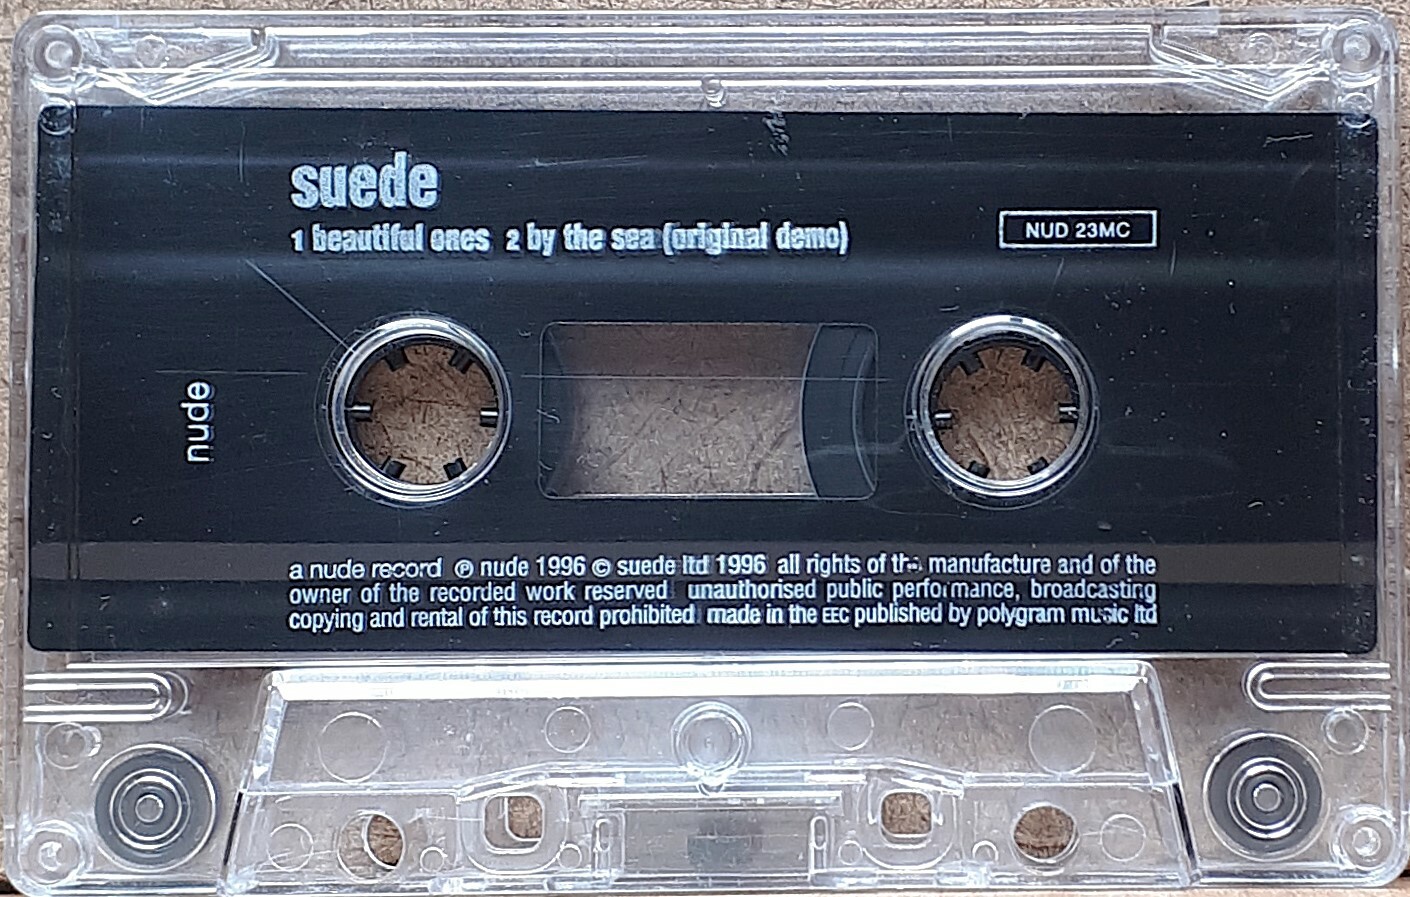 suede
1 beautiful ones 2 by the sea (original demo)
NUD 23MC
nude
a nude record ℗ nude 1996 © suede ltd 1996 all rights of the manufacture and of the
owner of the recorded work reserved unauthorised public performance, broadcasting
copying and rental of this record prohibited made in the EEC published by polygram music ltd